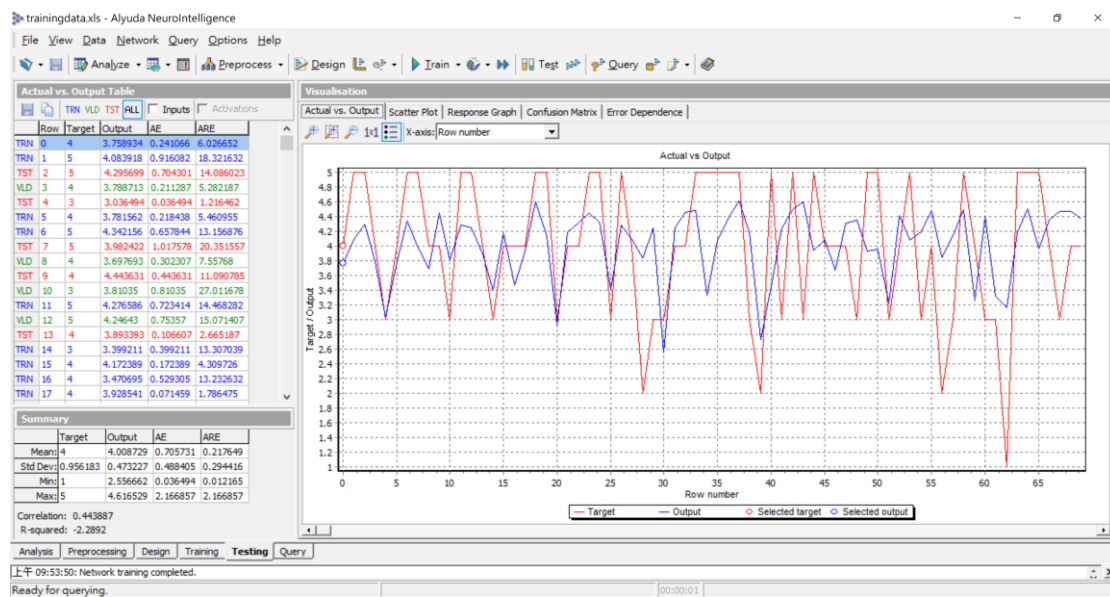 trainingdata.xls - Alyuda NeuroIntelligence
File View Data Network Query Options Help
Analyze Preprocess Design Train Test Query
Actual vs. Output Table
TRN VLD TST ALL Inputs Activations
Row Target Output AE ARE
TRN 0 4 3.758934 0.241066 6.026652
TRN 1 5 4.083918 0.916082 18.321632
TST 2 5 4.295699 0.704301 14.086023
VLD 3 4 3.788713 0.211287 5.282187
TST 4 3 3.036494 0.036494 1.216462
TRN 5 4 3.781562 0.218438 5.460955
TRN 6 5 4.342156 0.657844 13.156876
TST 7 5 3.982422 1.017578 20.351557
VLD 8 4 3.697693 0.302307 7.55768
TST 9 4 4.443631 0.443631 11.090785
VLD 10 3 3.81035 0.81035 27.011678
TRN 11 5 4.276586 0.723414 14.468282
VLD 12 5 4.24643 0.75357 15.071407
TST 13 4 3.893393 0.106607 2.665187
TRN 14 3 3.399211 0.399211 13.307039
TRN 15 4 4.172389 0.172389 4.309726
TRN 16 4 3.470695 0.529305 13.232632
TRN 17 4 3.928541 0.071459 1.786475
Summary
Target Output AE ARE
Mean: 4 4.008729 0.705731 0.217649
Std Dev: 0.956183 0.473227 0.488405 0.294416
Min: 1 2.556662 0.036494 0.012165
Max: 5 4.616529 2.166857 2.166857
Correlation: 0.443887
R-squared: -2.2892
Visualisation
Actual vs. Output Scatter Plot Response Graph Confusion Matrix Error Dependence
1:1 X-axis: Row number
Actual vs Output
Target / Output
5
4.8
4.6
4.4
4.2
4
3.8
3.6
3.4
3.2
3
2.8
2.6
2.4
2.2
2
1.8
1.6
1.4
1.2
1
0 5 10 15 20 25 30 35 40 45 50 55 60 65
Row number
Target Output Selected target Selected output
Analysis Preprocessing Design Training Testing Query
上午 09:53:50: Network training completed.
Ready for querying.
00:00:01